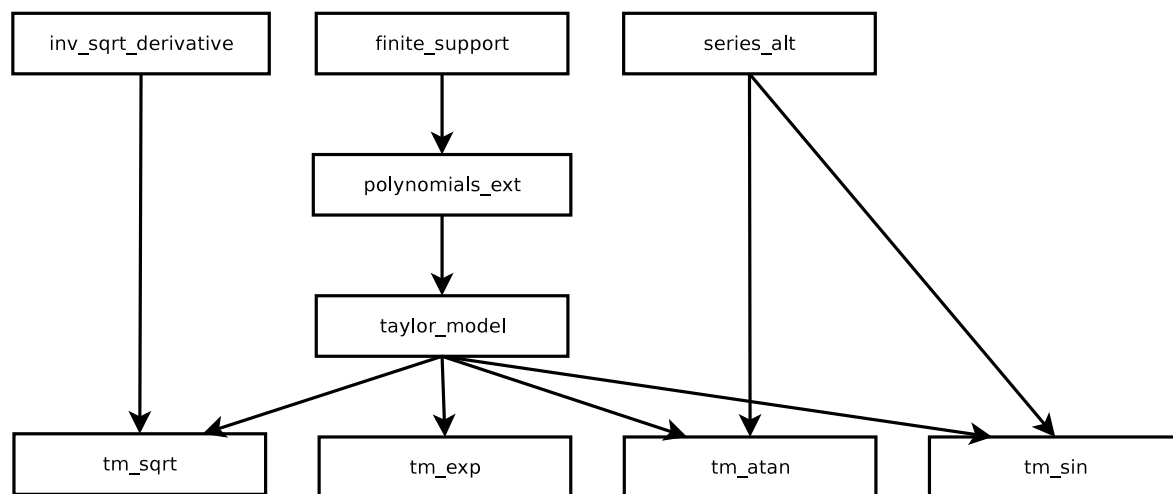 inv_sqrt_derivative
finite_support
series_alt
polynomials_ext
taylor_model
tm_sqrt
tm_exp
tm_atan
tm_sin